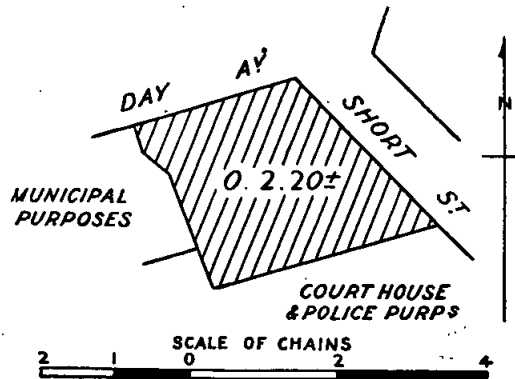 DAY AV.
SHORT ST.
N
0. 2. 20±
MUNICIPAL
PURPOSES
COURT HOUSE
& POLICE PURPS
SCALE OF CHAINS
2 1 0 2 4